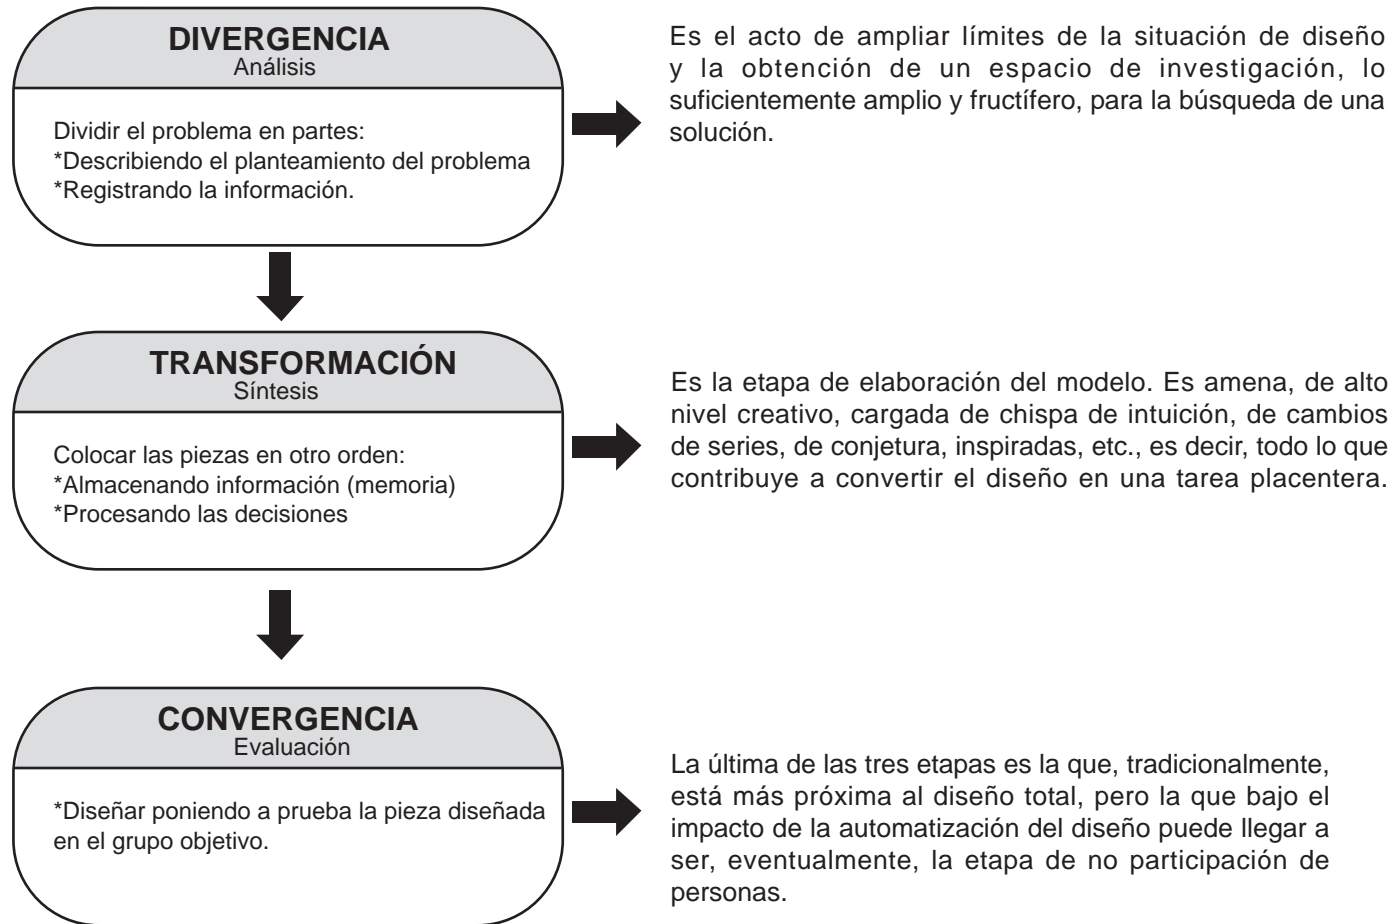 DIVERGENCIA
Análisis
Dividir el problema en partes:
*Describiendo el planteamiento del problema
*Registrando la información.
Es el acto de ampliar límites de la situación de diseño
y la obtención de un espacio de investigación, lo
suficientemente amplio y fructífero, para la búsqueda de una
solución.
TRANSFORMACIÓN
Síntesis
Colocar las piezas en otro orden:
*Almacenando información (memoria)
*Procesando las decisiones
Es la etapa de elaboración del modelo. Es amena, de alto
nivel creativo, cargada de chispa de intuición, de cambios
de series, de conjetura, inspiradas, etc., es decir, todo lo que
contribuye a convertir el diseño en una tarea placentera.
CONVERGENCIA
Evaluación
*Diseñar poniendo a prueba la pieza diseñada
en el grupo objetivo.
La última de las tres etapas es la que, tradicionalmente,
está más próxima al diseño total, pero la que bajo el
impacto de la automatización del diseño puede llegar a
ser, eventualmente, la etapa de no participación de
personas.